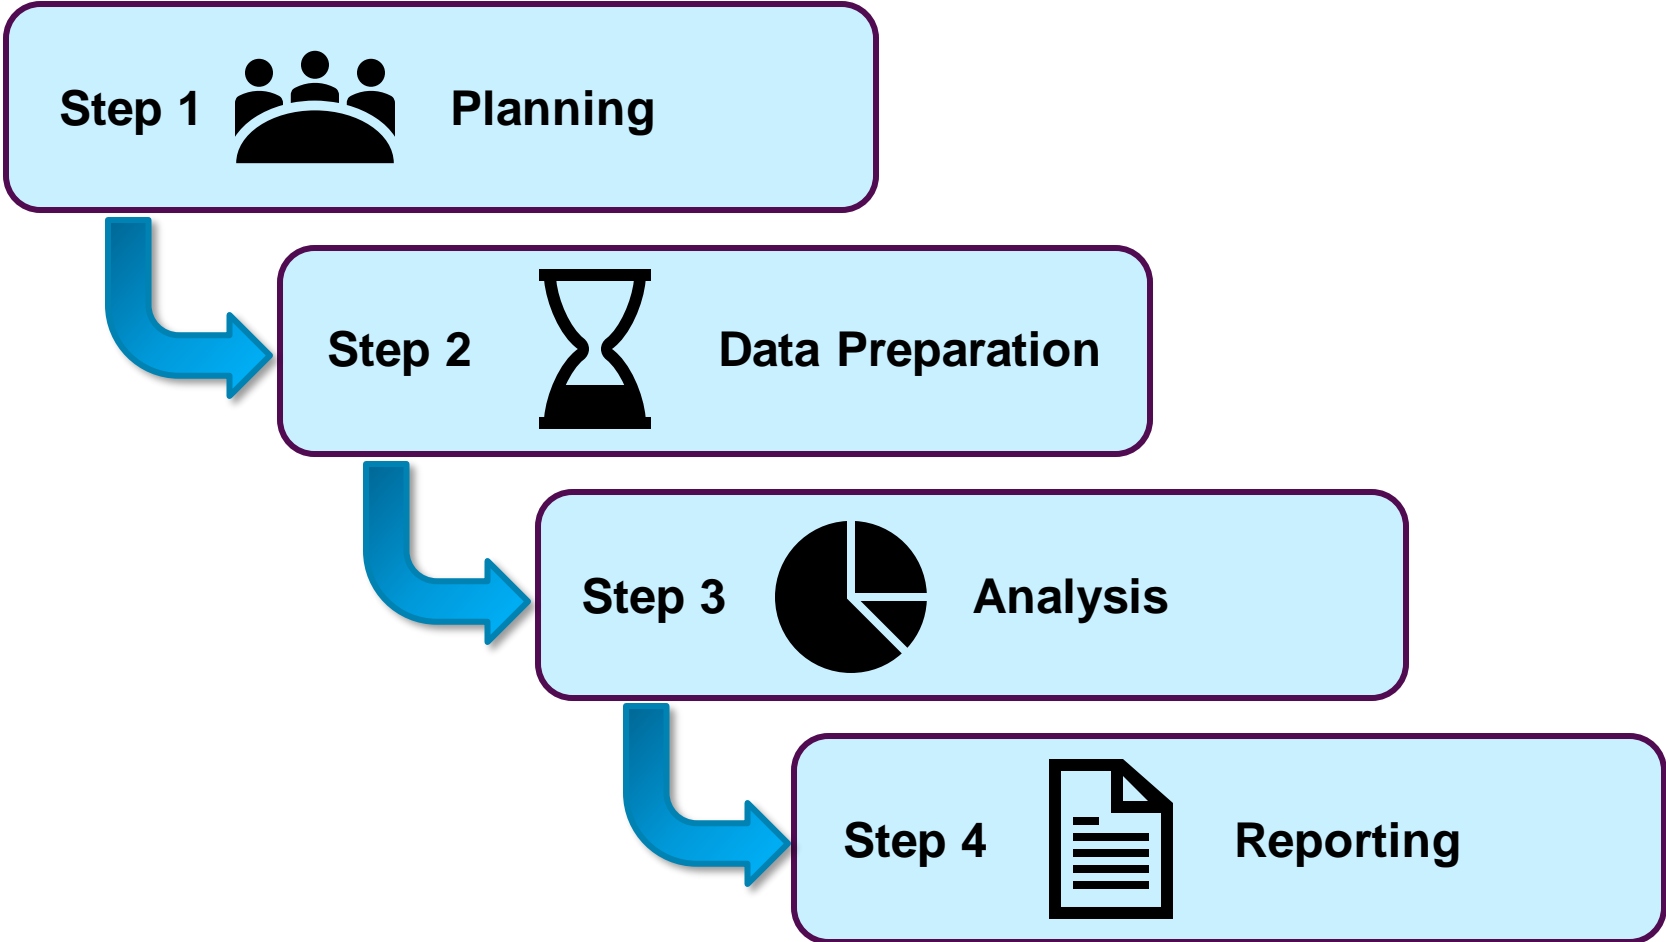 Step 1 Planning
Step 2 Data Preparation
Step 3 Analysis
Step 4 Reporting